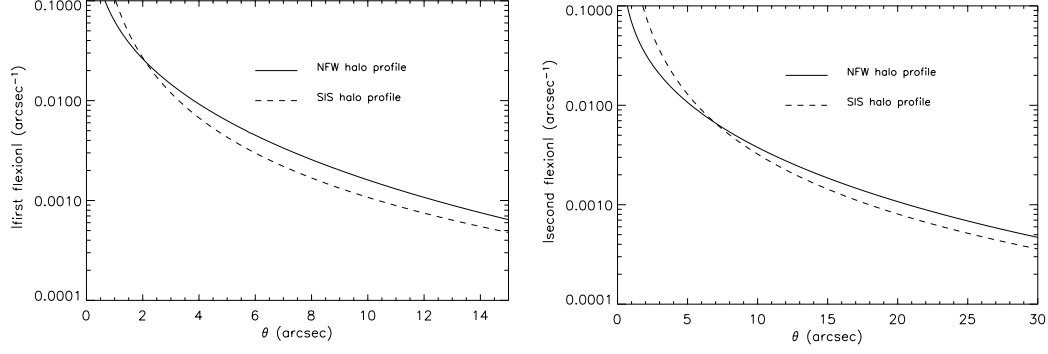 |first flexion| (arcsec⁻¹)
0.1000
0.0100
0.0010
0.0001
NFW halo profile
SIS halo profile
0 2 4 6 8 10 12 14
θ (arcsec)
|second flexion| (arcsec⁻¹)
0.1000
0.0100
0.0010
0.0001
NFW halo profile
SIS halo profile
0 5 10 15 20 25 30
θ (arcsec)